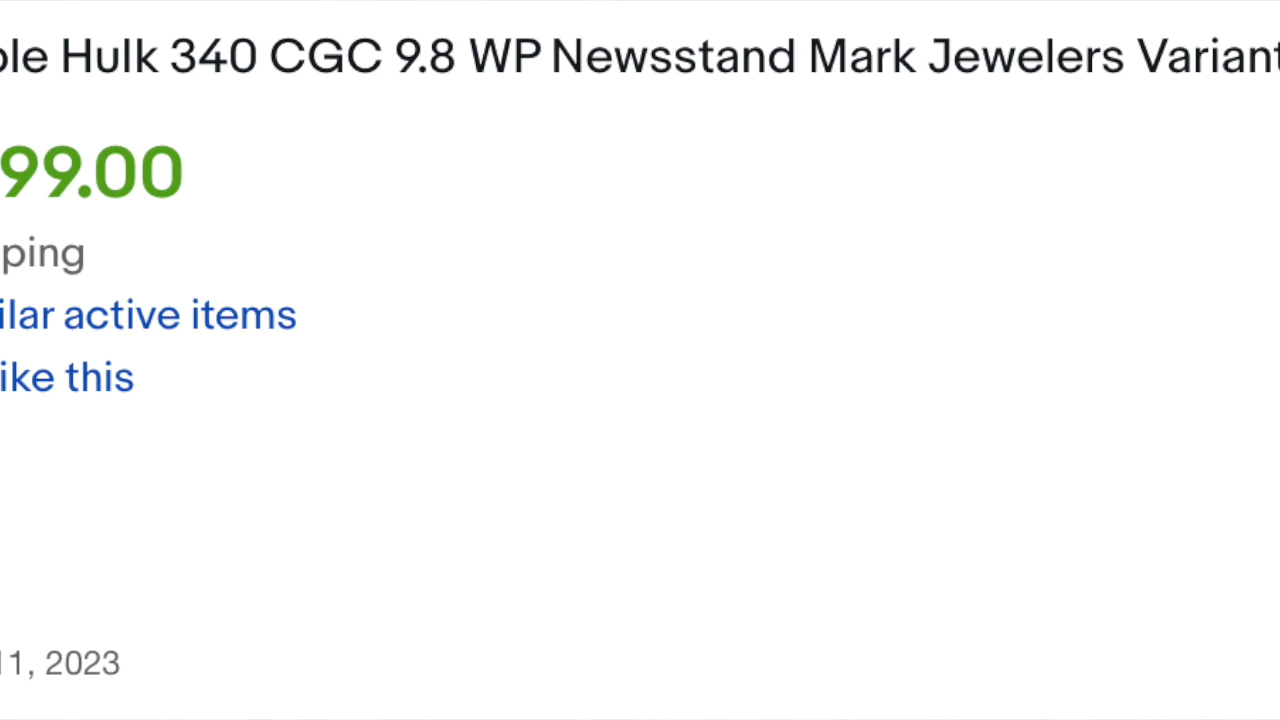 ble Hulk 340 CGC 9.8 WP Newsstand Mark Jewelers Variant
99.00
ping
ilar active items
ike this
11, 2023